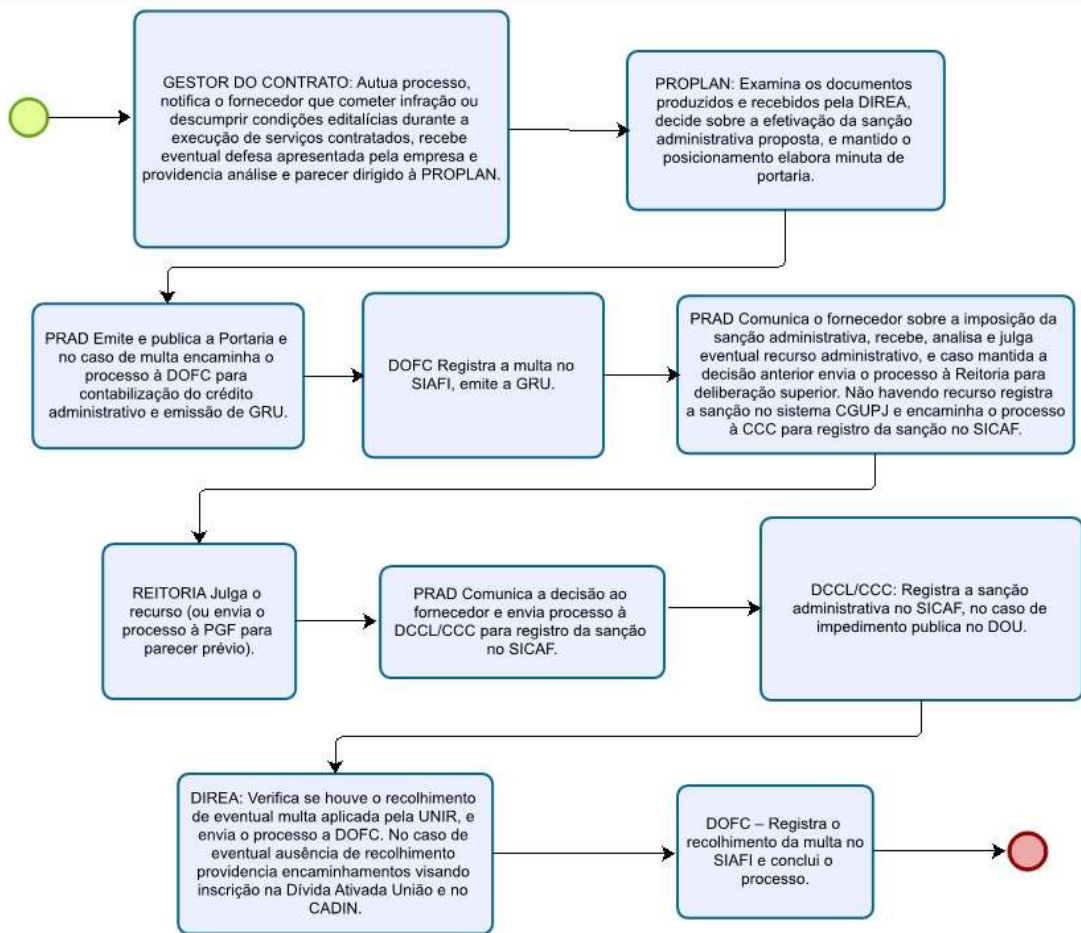 GESTOR DO CONTRATO: Autua processo,
notifica o fornecedor que cometer infração ou
descumprir condições editalícias durante a
execução de serviços contratados, recebe
eventual defesa apresentada pela empresa e
providencia análise e parecer dirigido à PROPLAN.
PROPLAN: Examina os documentos
produzidos e recebidos pela DIREA,
decide sobre a efetivação da sanção
administrativa proposta, e mantido o
posicionamento elabora minuta de
portaria.
PRAD Emite e publica a Portaria e
no caso de multa encaminha o
processo à DOFC para
contabilização do crédito
administrativo e emissão de GRU.
DOFC Registra a multa no
SIAFI, emite a GRU.
PRAD Comunica o fornecedor sobre a imposição da
sanção administrativa, recebe, analisa e julga
eventual recurso administrativo, e caso mantida a
decisão anterior envia o processo à Reitoria para
deliberação superior. Não havendo recurso registra
a sanção no sistema CGUPJ e encaminha o processo
à CCC para registro da sanção no SICAF.
REITORIA Julga o
recurso (ou envia o
processo à PGF para
parecer prévio).
PRAD Comunica a decisão ao
fornecedor e envia processo à
DCCL/CCC para registro da sanção
no SICAF.
DCCL/CCC: Registra a sanção
administrativa no SICAF, no caso de
impedimento publica no DOU.
DIREA: Verifica se houve o recolhimento
de eventual multa aplicada pela UNIR, e
envia o processo a DOFC. No caso de
eventual ausência de recolhimento
providencia encaminhamentos visando
inscrição na Dívida Ativada União e no
CADIN.
DOFC – Registra o
recolhimento da multa no
SIAFI e conclui o
processo.